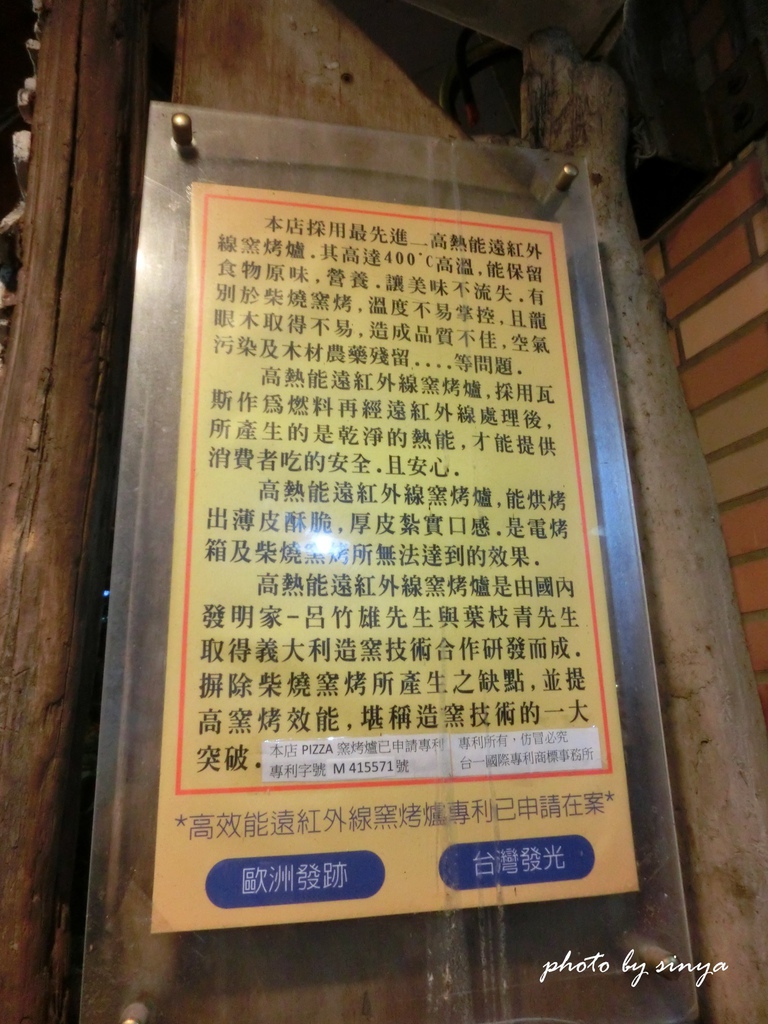 本店採用最先進_高熱能遠紅外
線窯烤爐.其高達400°C高溫,能保留
食物原味,營養.讓美味不流失.有
別於柴燒窯烤,溫度不易掌控,且龍
眼木取得不易,造成品質不佳,空氣
污染及木材農藥殘留....等問題.
高熱能遠紅外線窯烤爐,採用瓦
斯作為燃料再經遠紅外線處理後,
所產生的是乾淨的熱能,才能提供
消費者吃的安全.且安心.
高熱能遠紅外線窯烤爐,能烘烤
出薄皮酥脆,厚皮紮實口感.是電烤
箱及柴燒窯烤所無法達到的效果.
高熱能遠紅外線窯烤爐是由國內
發明家-呂竹雄先生與葉枝青先生
取得義大利造窯技術合作研發而成.
摒除柴燒窯烤所產生之缺點,並提
高窯烤效能,堪稱造窯技術的一大
突破.
本店 PIZZA 窯烤爐已申請專利
專利字號 M 415571號
專利所有,仿冒必究
台一國際專利商標事務所
*高效能遠紅外線窯烤爐專利已申請在案*
歐洲發跡
台灣發光
photo by sinya